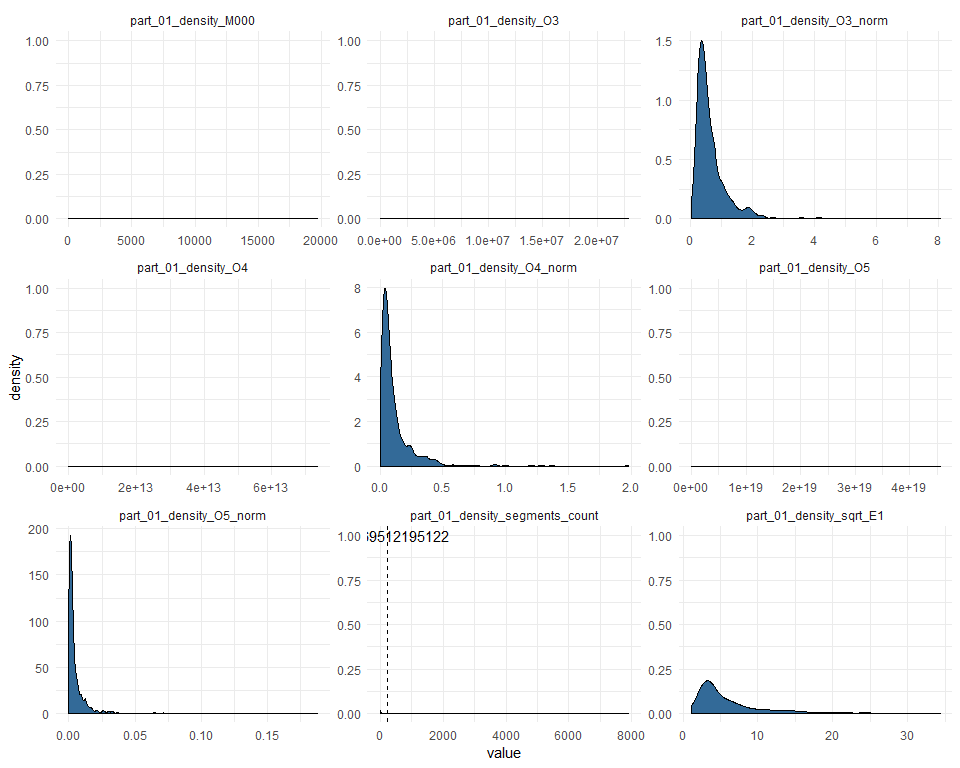 part_01_density_M000 part_01_density_O3 part_01_density_O3_norm
1.00 1.00 1.5
0.75 0.75 1.0
0.50 0.50 0.5
0.25 0.25
0.00 0.00 0.0
0 5000 10000 15000 20000 0.0e+00 5.0e+06 1.0e+07 1.5e+07 2.0e+07 0 2 4 6 8
part_01_density_O4 part_01_density_O4_norm part_01_density_O5
1.00 8 1.00
0.75 6 0.75
0.50 4 0.50
0.25 2 0.25
0.00 0 0.00
0e+00 2e+13 4e+13 6e+13 0.0 0.5 1.0 1.5 2.0 0e+00 1e+19 2e+19 3e+19 4e+19
density
part_01_density_O5_norm part_01_density_segments_count part_01_density_sqrt_E1
200 1.00 69512195122 1.00
150 0.75 0.75
100 0.50 0.50
50 0.25 0.25
0 0.00 0.00
0.00 0.05 0.10 0.15 0 2000 4000 6000 8000 0 10 20 30
value